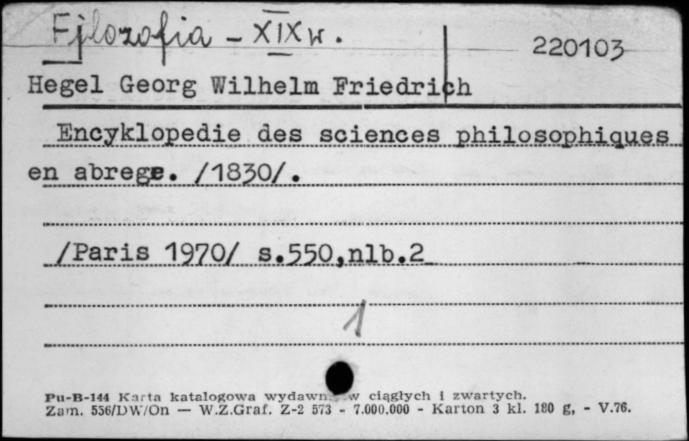 Filozofia - XIX w.
220103
Hegel Georg Wilhelm Friedrich
Encyklopedie des sciences philosophiques
en abrege. /1830/.
/Paris 1970/ s.550,nlb.2
1
Pu-B-144 Karta katalogowa wydawn. w ciągłych i zwartych.
Zam. 556/DW/On — W.Z.Graf. Z-2 573 - 7.000.000 - Karton 3 kl. 180 g, - V.76.